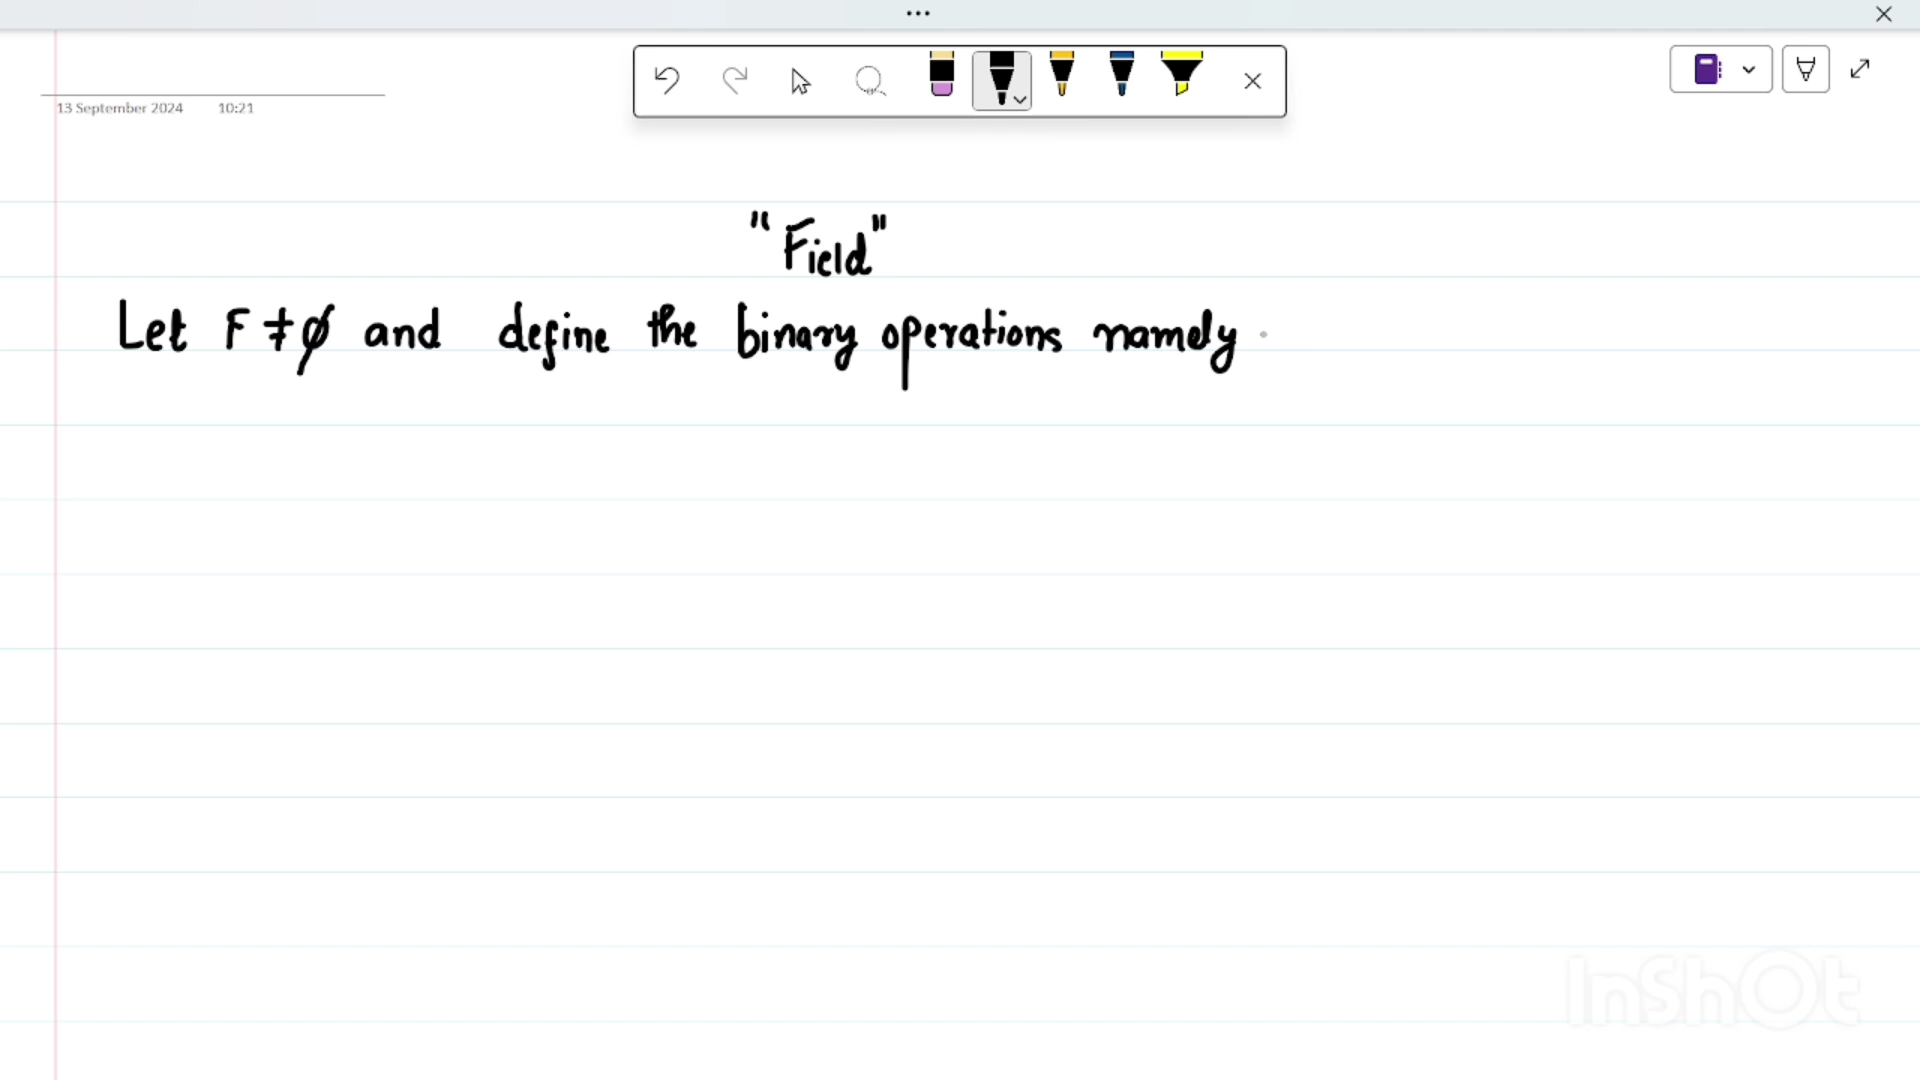 13 September 2024 10:21
"Field"
Let F ≠ ∅ and define the binary operations namely
InShOt